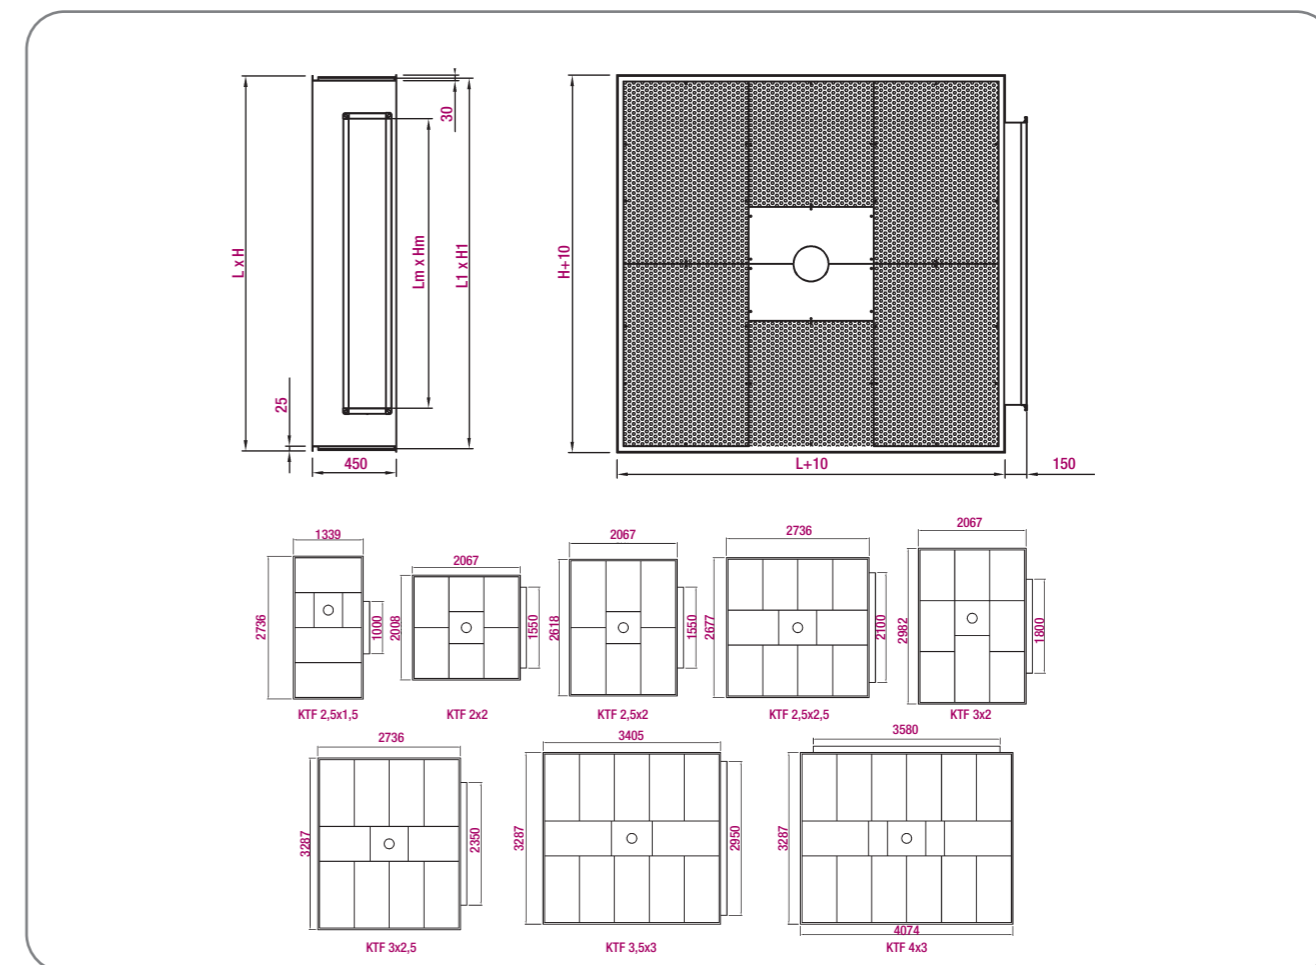 30
L x H
Lm x Hm
L1 x H1
25
450
H+10
L+10
150
1339
2736
1000
KTF 2,5x1,5
2067
2008
1550
KTF 2x2
2067
2618
1550
KTF 2,5x2
2736
2677
2100
KTF 2,5x2,5
2067
2982
1800
KTF 3x2
2736
3287
2350
KTF 3x2,5
3405
3287
2950
KTF 3,5x3
3580
3287
4074
KTF 4x3